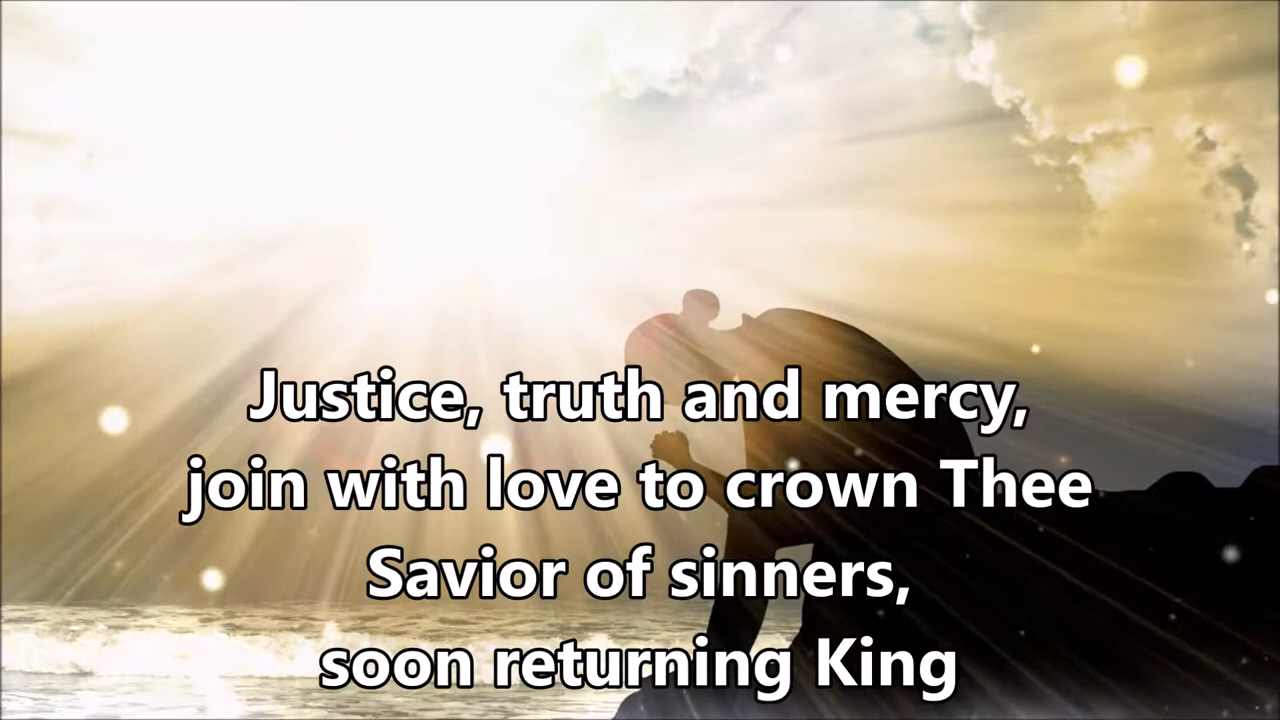 Justice, truth and mercy,
join with love to crown Thee
Savior of sinners,
soon returning King